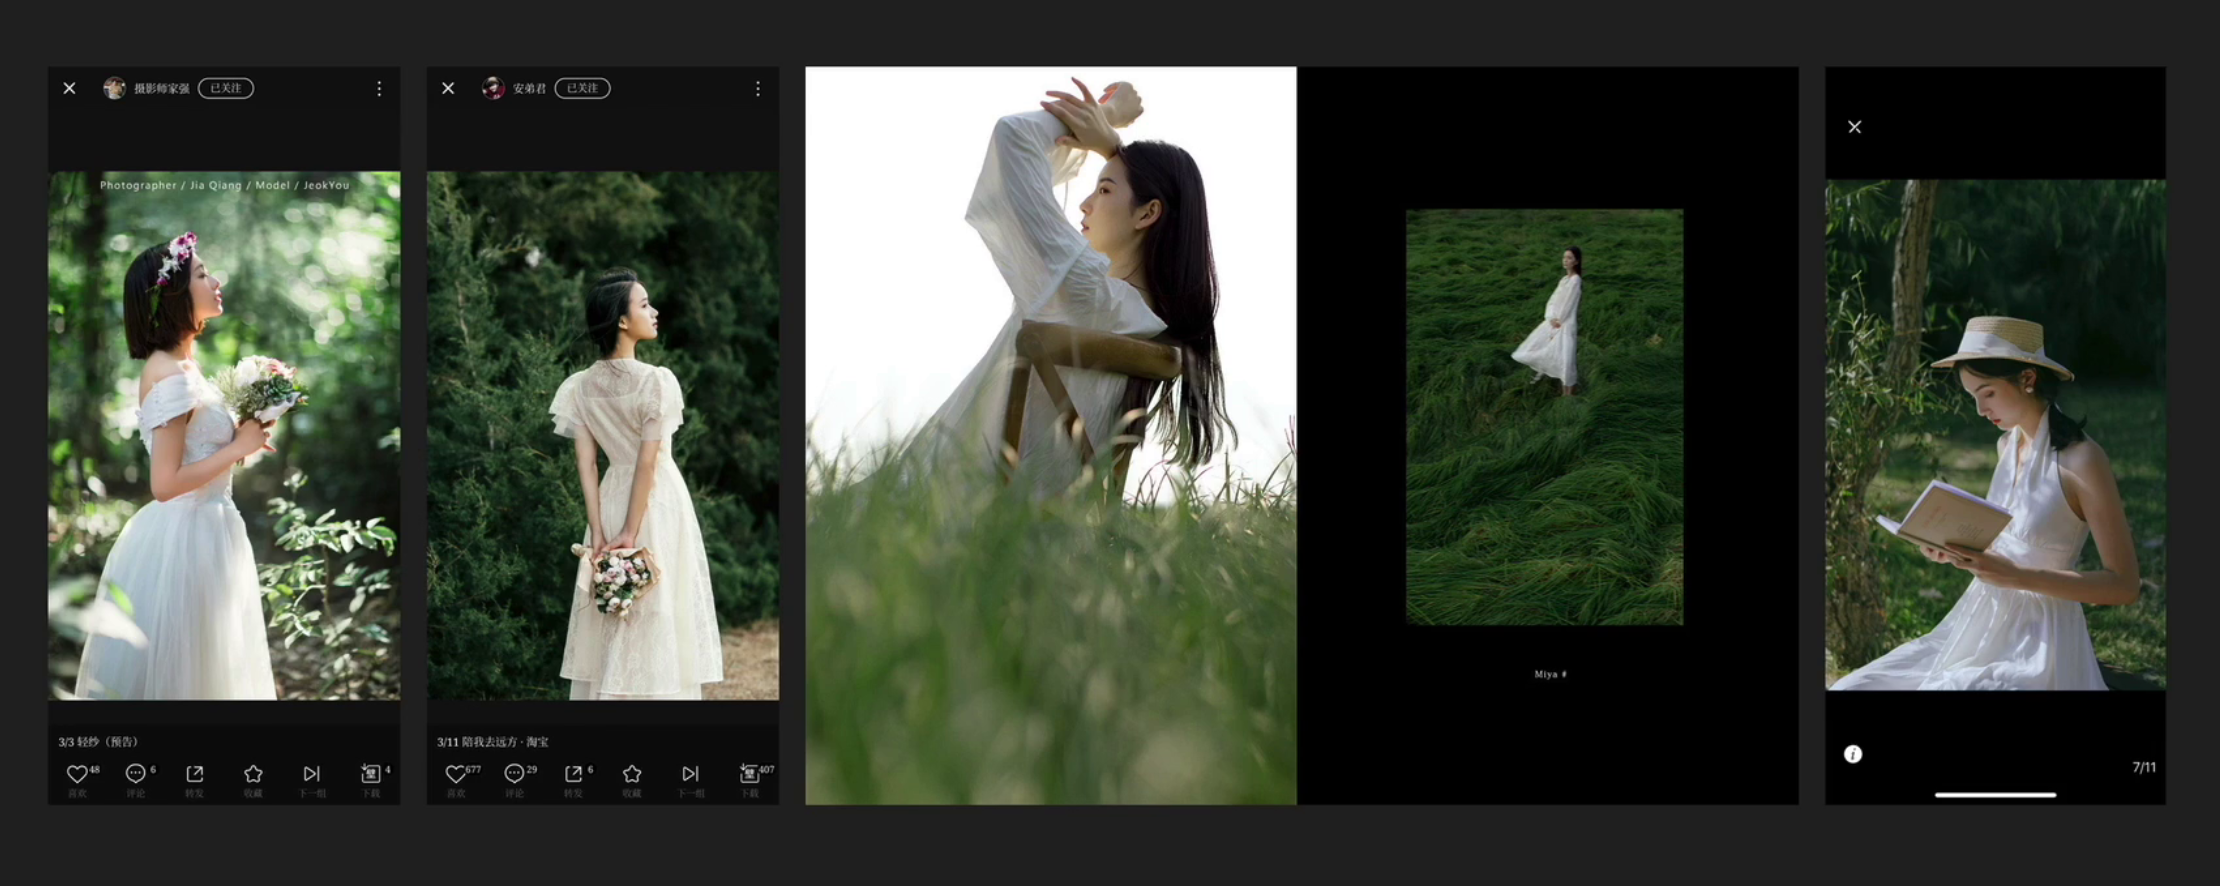 摄影师家强 已关注
Photographer / Jia Qiang / Model / JeokYou
3/3 轻纱（预告）
48 6 4
喜欢 评论 转发 收藏 下一组 下载
安弟君 已关注
3/11 陪我去远方 · 淘宝
677 29 6 407
喜欢 评论 转发 收藏 下一组 下载
Miya #
7/11